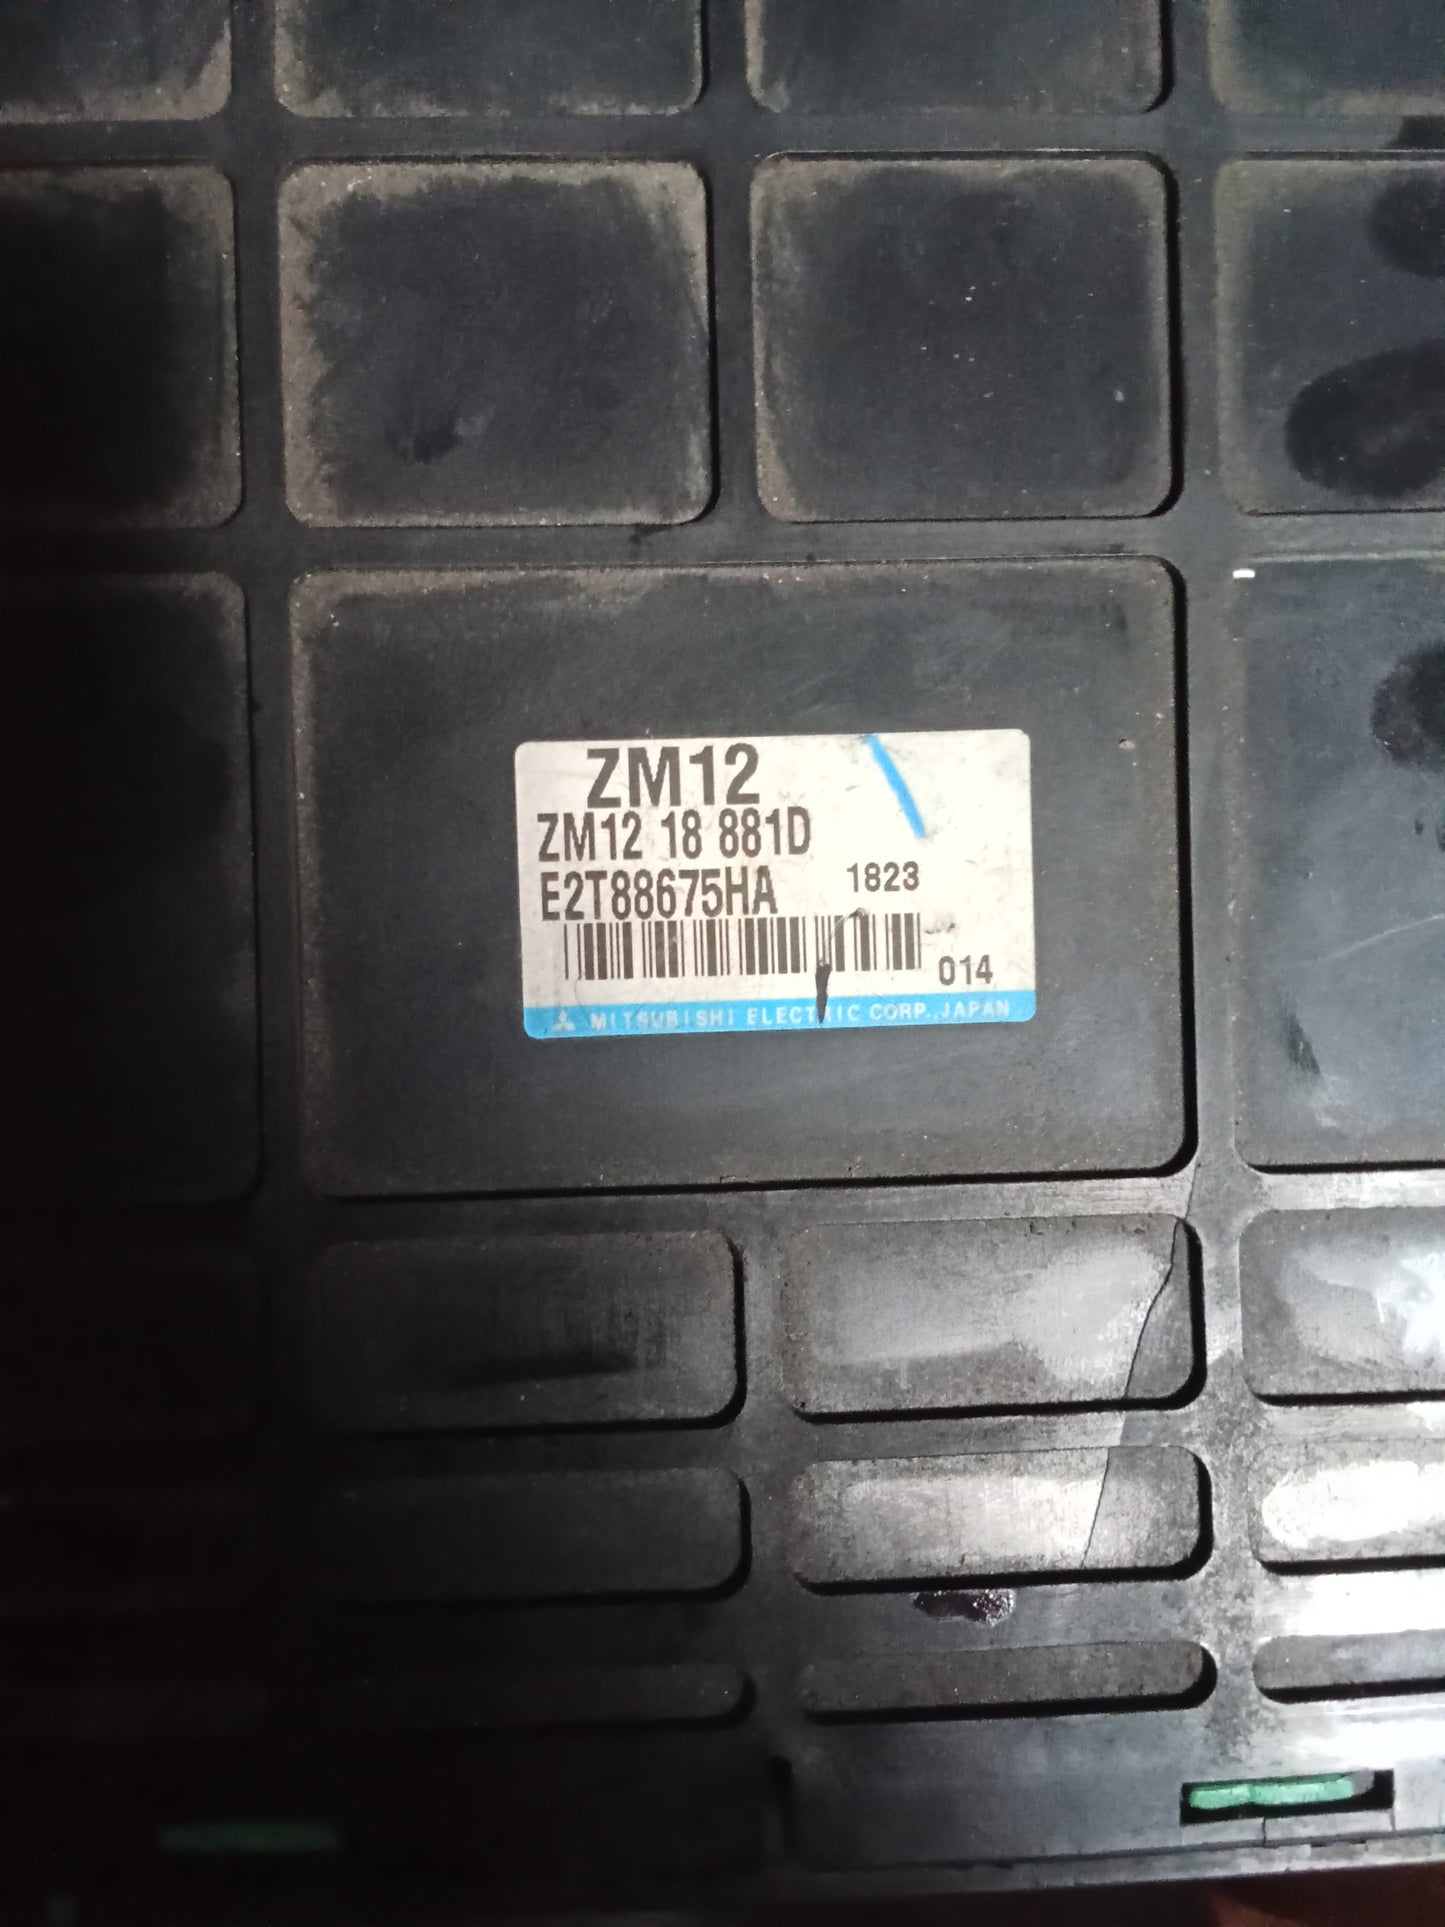 ZM12
ZM12 18 881D
E2T88675HA 1823
014
MITSUBISHI ELECTRIC CORP., JAPAN